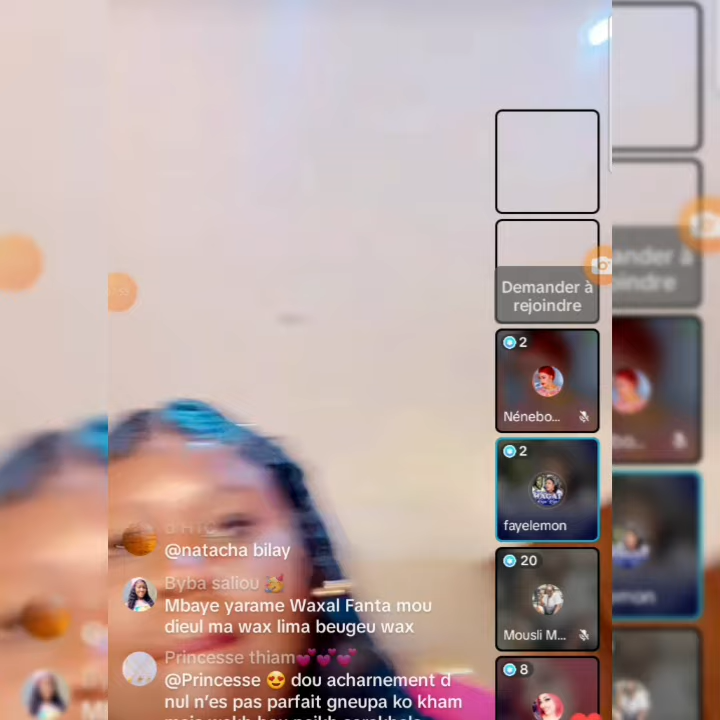 Demander à
rejoindre
2
Nénebo...
2
fayelemon
20
Mousli M...
8
@natacha bilay
Byba saliou 🥳
Mbaye yarame Waxal Fanta mou
dieul ma wax lima beugeu wax
Princesse thiam💕💕💕
@Princesse 😍 dou acharnement d
nul n'es pas parfait gneupa ko kham